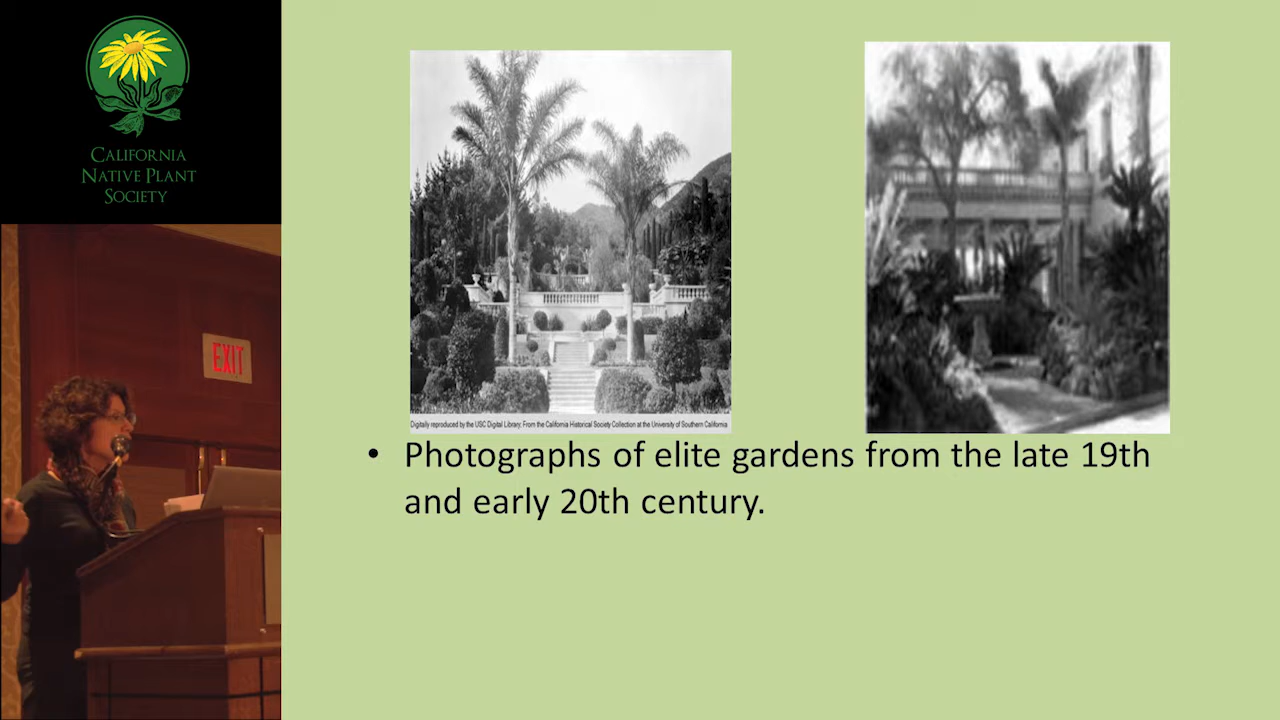 CALIFORNIA
NATIVE PLANT
SOCIETY
EXIT
Digitally reproduced by the USC Digital Library; From the California Historical Society Collection at the University of Southern California
• Photographs of elite gardens from the late 19th
and early 20th century.